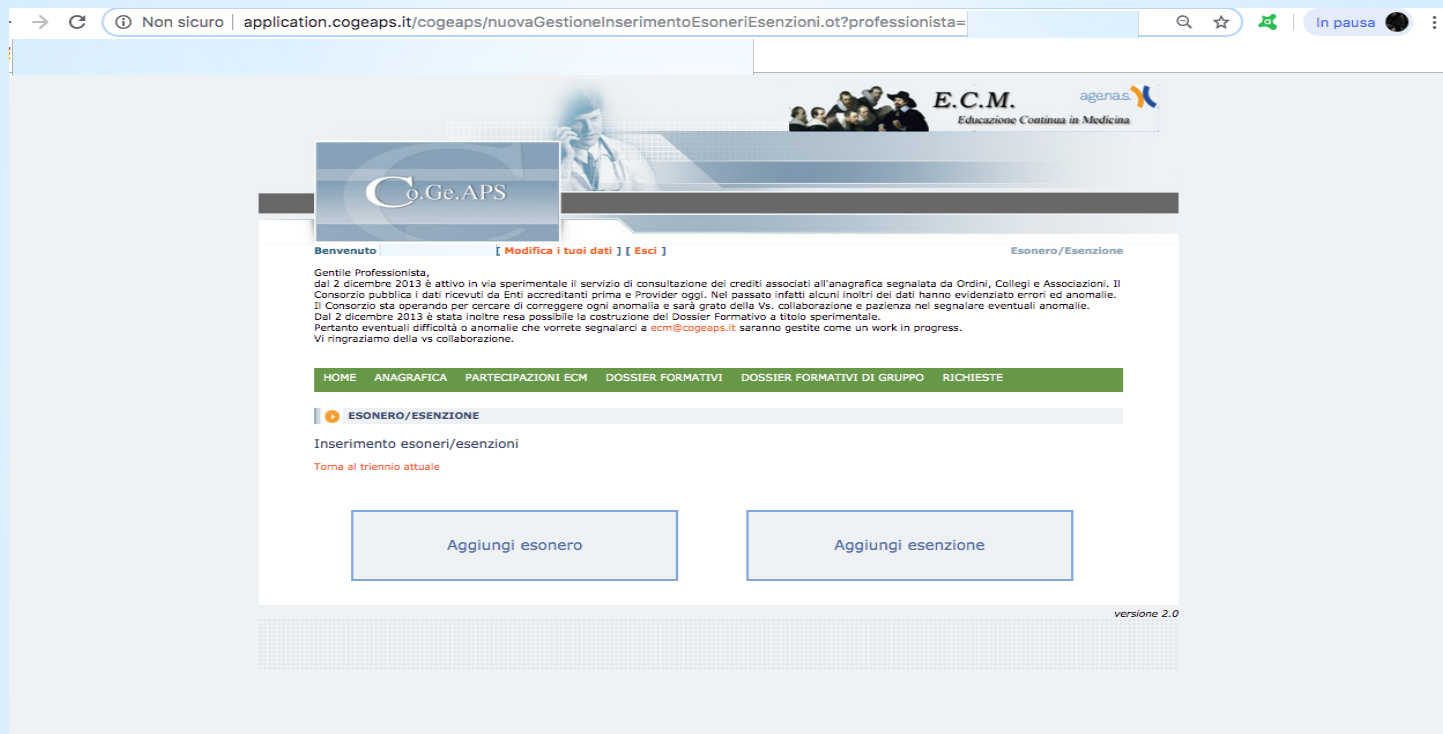 Non sicuro | application.cogeaps.it/cogeaps/nuovaGestioneInserimentoEsoneriEsenzioni.ot?professionista=
In pausa
E.C.M.
agenas.
Educazione Continua in Medicina
Co.Ge.APS
Benvenuto [ Modifica i tuoi dati ] [ Esci ]
Esonero/Esenzione
Gentile Professionista,
dal 2 dicembre 2013 è attivo in via sperimentale il servizio di consultazione dei crediti associati all'anagrafica segnalata da Ordini, Collegi e Associazioni. Il
Consorzio pubblica i dati ricevuti da Enti accreditanti prima e Provider oggi. Nel passato infatti alcuni inoltri dei dati hanno evidenziato errori ed anomalie.
Il Consorzio sta operando per cercare di correggere ogni anomalia e sarà grato della Vs. collaborazione e pazienza nel segnalare eventuali anomalie.
Dal 2 dicembre 2013 è stata inoltre resa possibile la costruzione del Dossier Formativo a titolo sperimentale.
Pertanto eventuali difficoltà o anomalie che vorrete segnalarci a ecm@cogeaps.it saranno gestite come un work in progress.
Vi ringraziamo della vs collaborazione.
HOME ANAGRAFICA PARTECIPAZIONI ECM DOSSIER FORMATIVI DOSSIER FORMATIVI DI GRUPPO RICHIESTE
ESONERO/ESENZIONE
Inserimento esoneri/esenzioni
Torna al triennio attuale
Aggiungi esonero
Aggiungi esenzione
versione 2.0